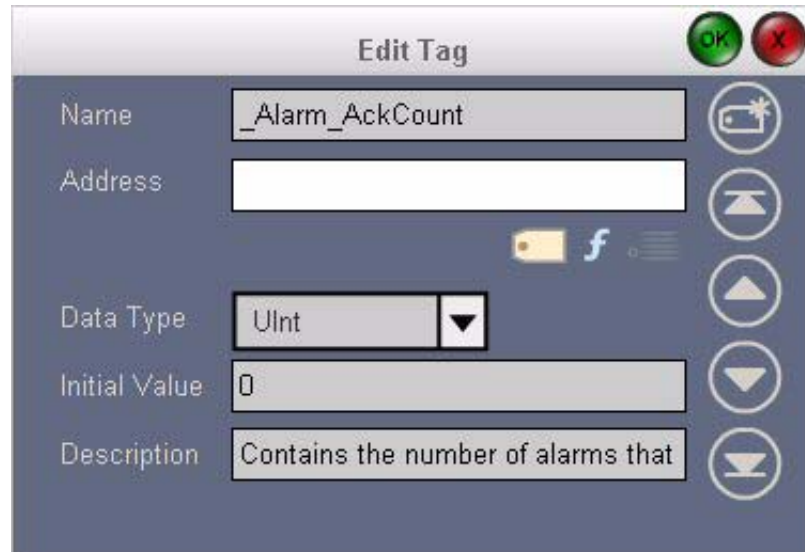 Edit Tag
OK X
Name _Alarm_AckCount
Address
f
Data Type UInt
Initial Value 0
Description Contains the number of alarms that